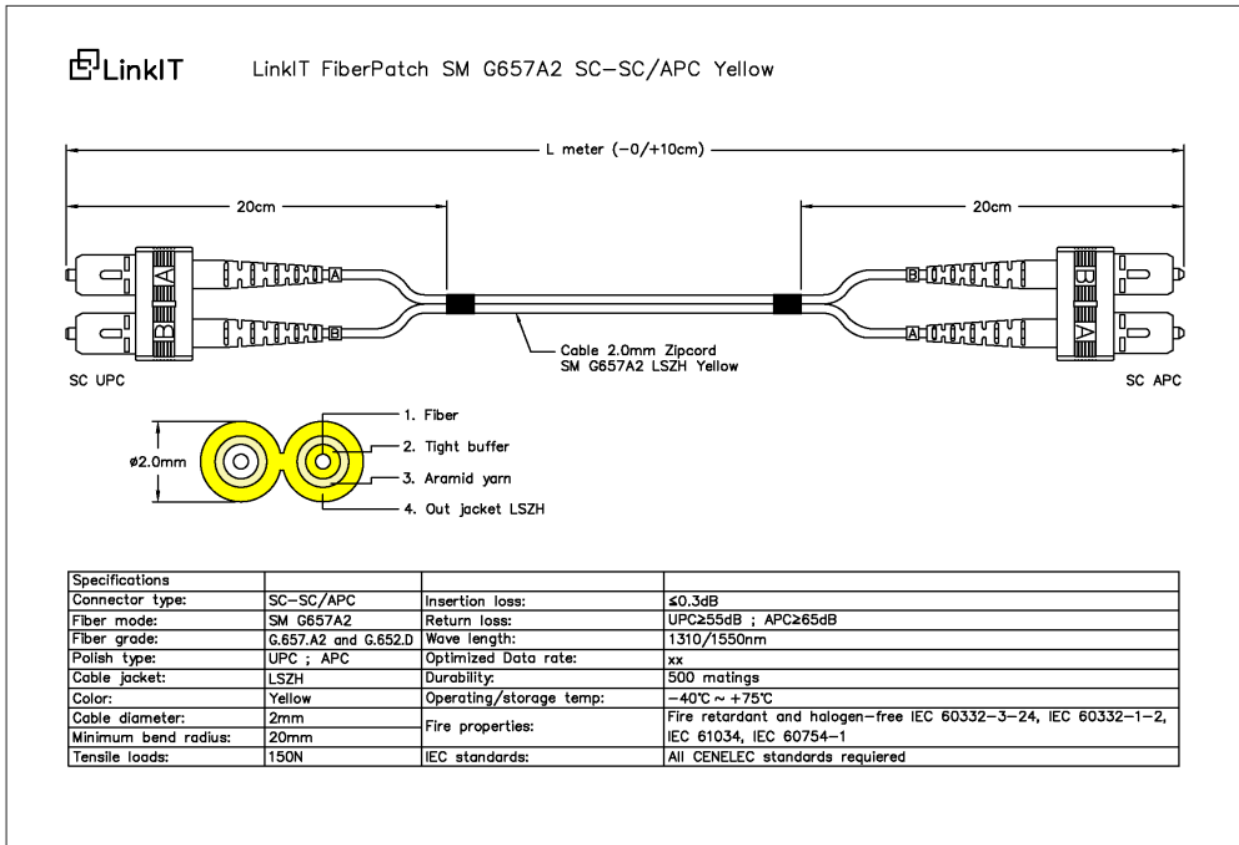 LinkIT
LinkIT FiberPatch SM G657A2 SC-SC/APC Yellow
L meter (-0/+10cm)
20cm
20cm
A
B
A
B
B
A
B
A
Cable 2.0mm Zipcord
SM G657A2 LSZH Yellow
SC UPC
SC APC
1. Fiber
2. Tight buffer
ø2.0mm
3. Aramid yarn
4. Out jacket LSZH
Specifications
Connector type: SC-SC/APC Insertion loss: ≤0.3dB
Fiber mode: SM G657A2 Return loss: UPC≥55dB ; APC≥65dB
Fiber grade: G.657.A2 and G.652.D Wave length: 1310/1550nm
Polish type: UPC ; APC Optimized Data rate: xx
Cable jacket: LSZH Durability: 500 matings
Color: Yellow Operating/storage temp: -40℃ ~ +75℃
Cable diameter: 2mm Fire properties: Fire retardant and halogen-free IEC 60332-3-24, IEC 60332-1-2,
Minimum bend radius: 20mm IEC 61034, IEC 60754-1
Tensile loads: 150N IEC standards: All CENELEC standards requiered